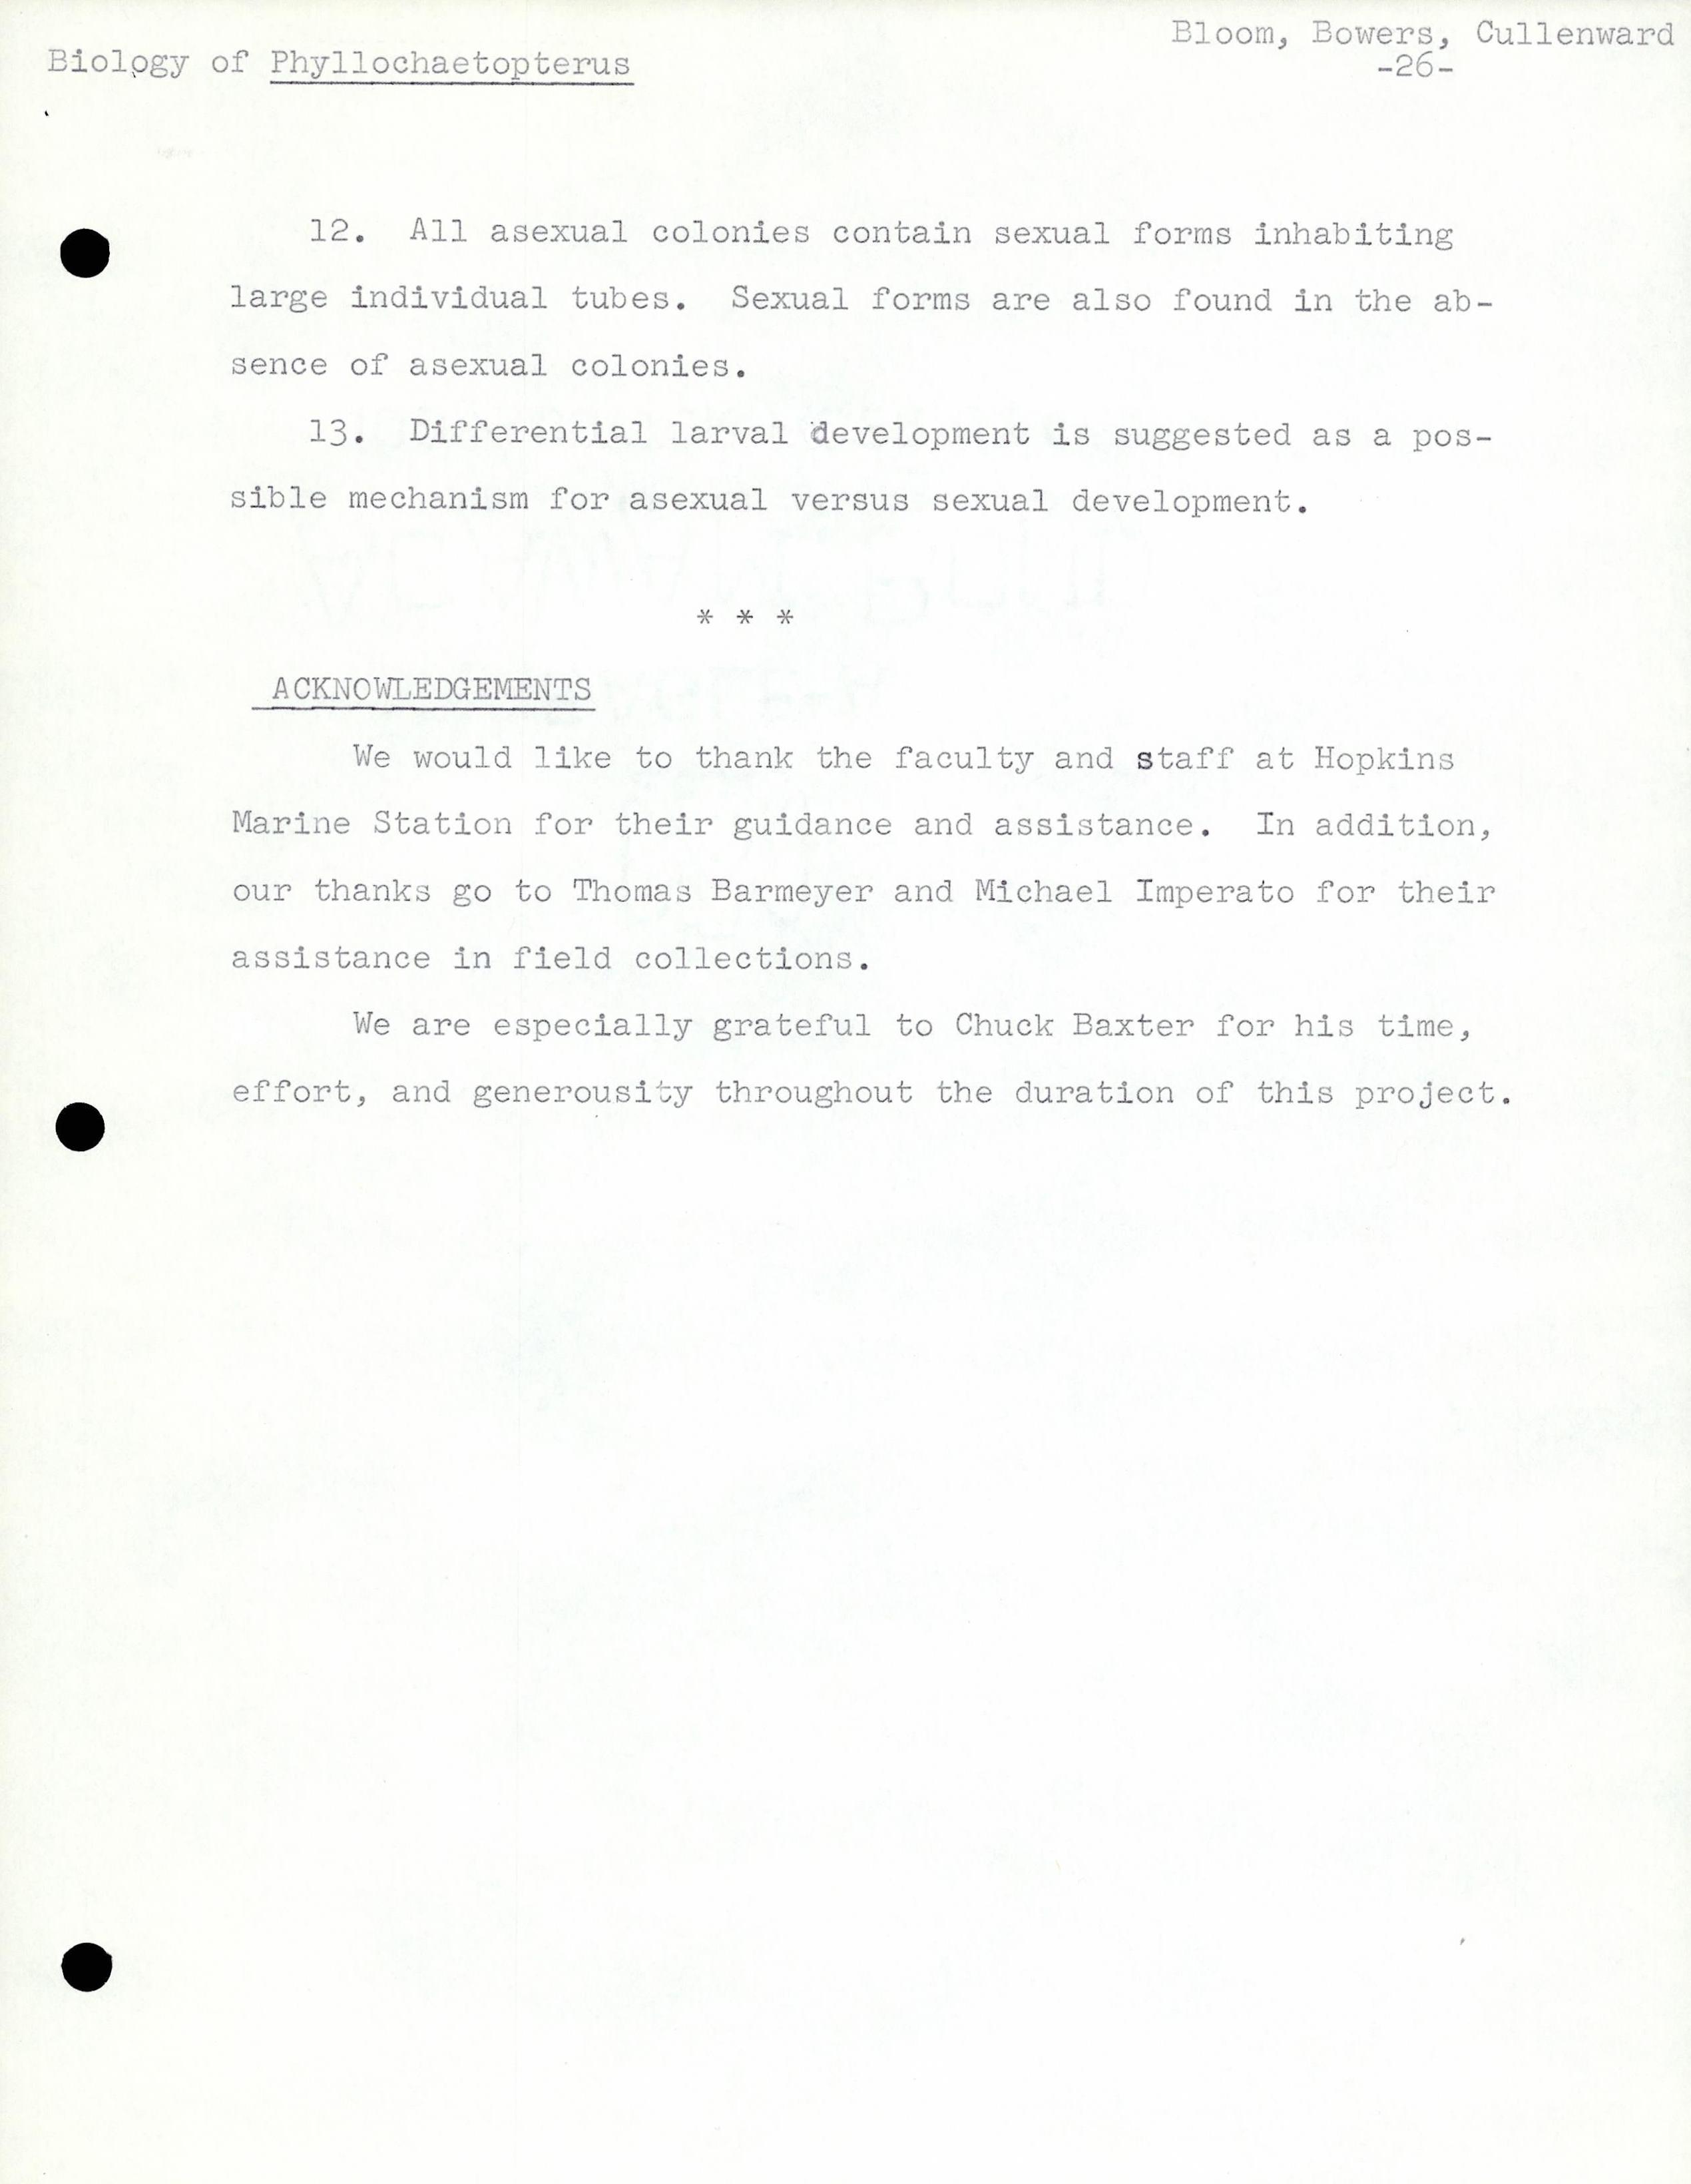 Bloom, Bowers, Cullenward
Biology of Phyllochaetopterus
-26-
12. All asexual colonies contain sexual forms inhabiting
large individual tubes. Sexual forms are also found in the ab-
sence of asexual colonies.
13. Differential larval development is suggested as a pos-
sible mechanism for asexual versus sexual development.
* * *
ACKNOWLEDGEMENTS
We would like to thank the faculty and staff at Hopkins
Marine Station for their guidance and assistance. In addition,
our thanks go to Thomas Barmeyer and Michael Imperato for their
assistance in field collections.
We are especially grateful to Chuck Baxter for his time,
effort, and generousity throughout the duration of this project.